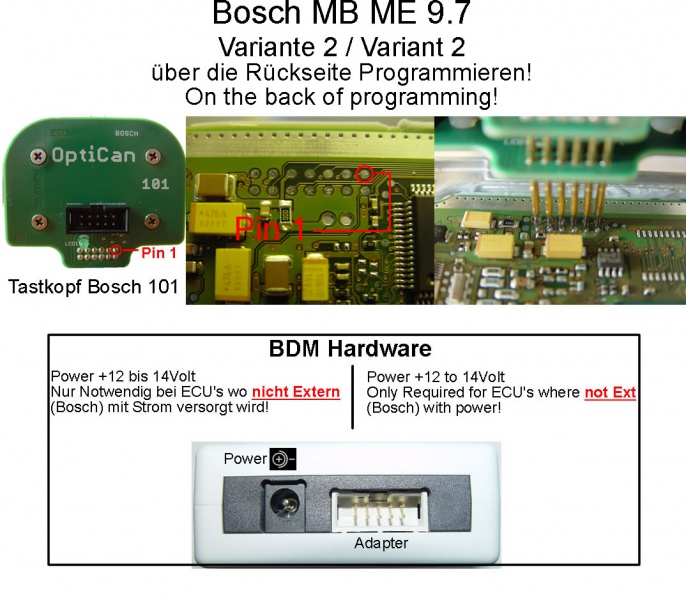 Bosch MB ME 9.7
Variante 2 / Variant 2
über die Rückseite Programmieren!
On the back of programming!
BOSCH
OptiCan
101
LED1
Pin 1
Tastkopf Bosch 101
Pin 1
BDM Hardware
Power +12 bis 14Volt
Nur Notwendig bei ECU's wo nicht Extern
(Bosch) mit Strom versorgt wird!
Power +12 to 14Volt
Only Required for ECU's where not Ext
(Bosch) with power!
Power
Adapter